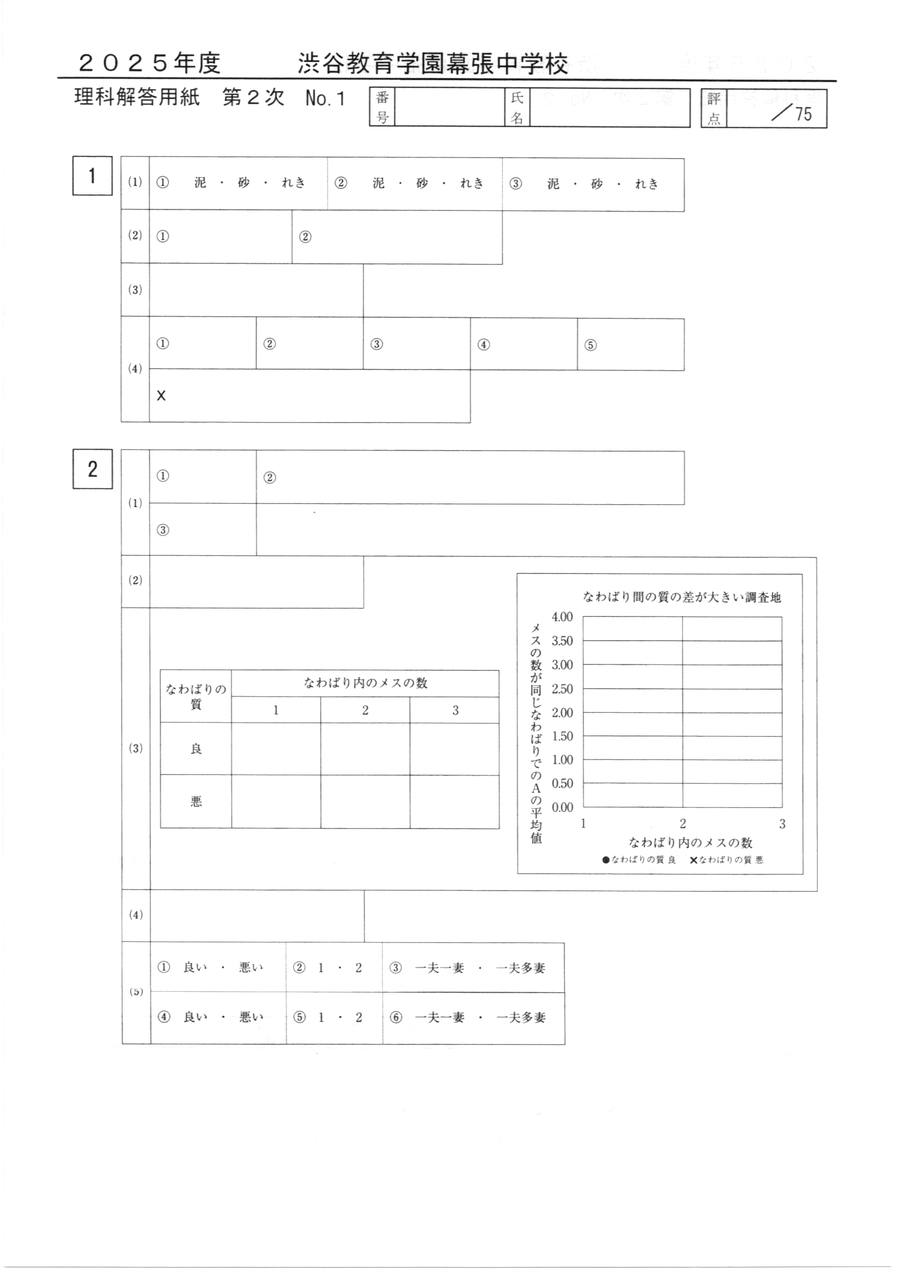 2025年度 渋谷教育学園幕張中学校
理科解答用紙 第2次 No.1
番号
氏名
評点 /75
1
(1) ① 泥 ・ 砂 ・ れき ② 泥 ・ 砂 ・ れき ③ 泥 ・ 砂 ・ れき
(2) ① ②
(3)
(4) ① ② ③ ④ ⑤
X
2
(1) ① ②
③
(2)
(3)
なわばりの質 なわばり内のメスの数
1 2 3
良
悪
なわばり間の質の差が大きい調査地
メスの数が同じなわばりでのAの平均値
4.00
3.50
3.00
2.50
2.00
1.50
1.00
0.50
0.00
1 2 3
なわばり内のメスの数
●なわばりの質 良 ×なわばりの質 悪
(4)
(5) ① 良い ・ 悪い ② 1 ・ 2 ③ 一夫一妻 ・ 一夫多妻
④ 良い ・ 悪い ⑤ 1 ・ 2 ⑥ 一夫一妻 ・ 一夫多妻